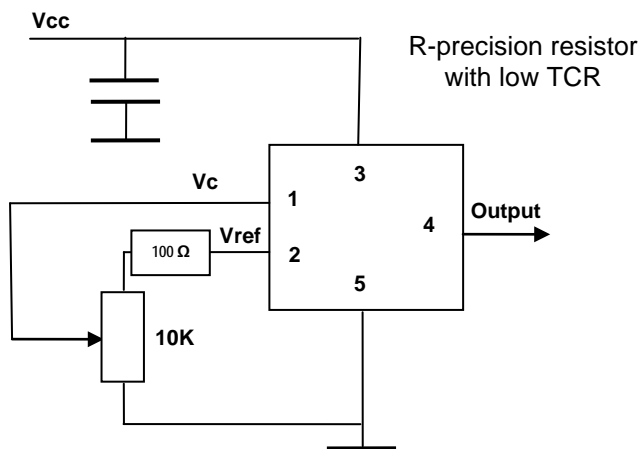 Vcc
R-precision resistor
with low TCR
Vc
3
1
Output
4
Vref
100 Ω
2
5
10K